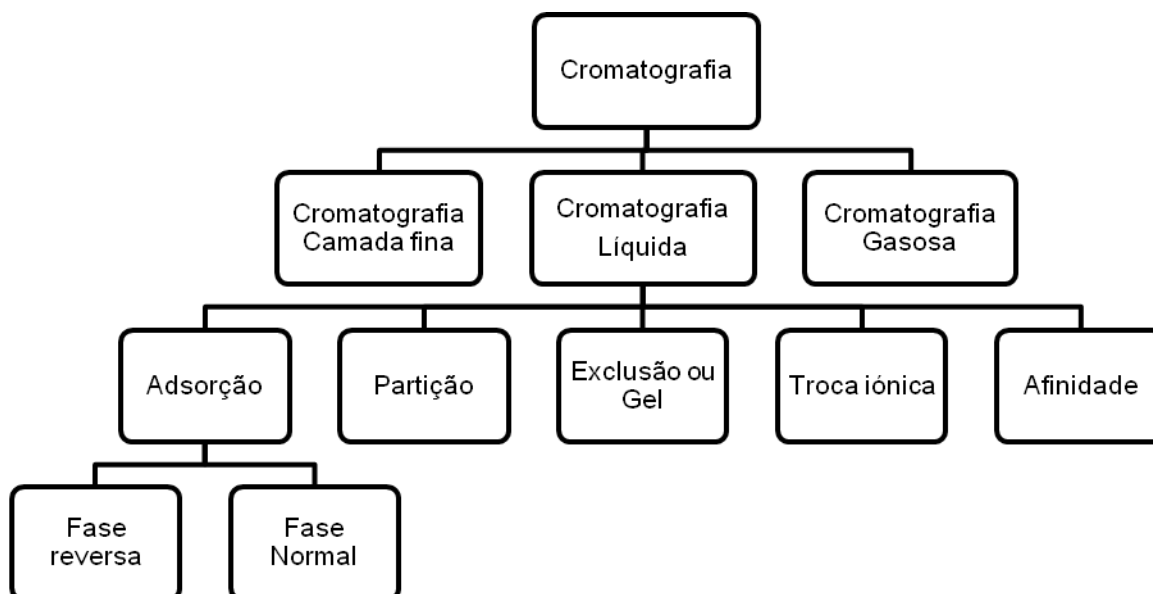 Cromatografia
Cromatografia
Camada fina
Cromatografia
Líquida
Cromatografia
Gasosa
Adsorção
Partição
Exclusão ou
Gel
Troca iónica
Afinidade
Fase
reversa
Fase
Normal